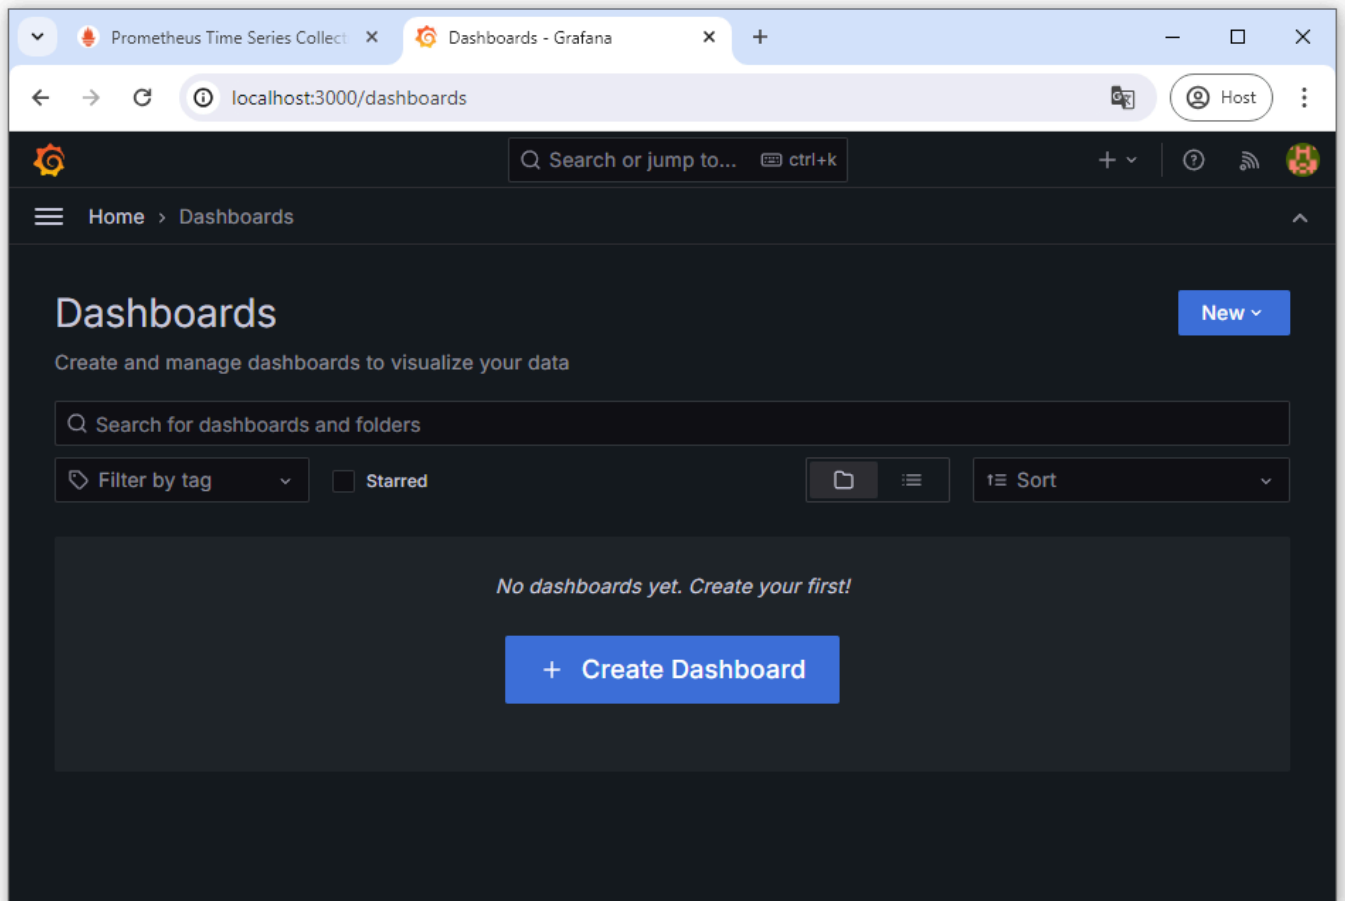 Prometheus Time Series Collect
Dashboards - Grafana
localhost:3000/dashboards
Host
Search or jump to... ctrl+k
Home › Dashboards
Dashboards
New
Create and manage dashboards to visualize your data
Search for dashboards and folders
Filter by tag
Starred
Sort
No dashboards yet. Create your first!
+ Create Dashboard